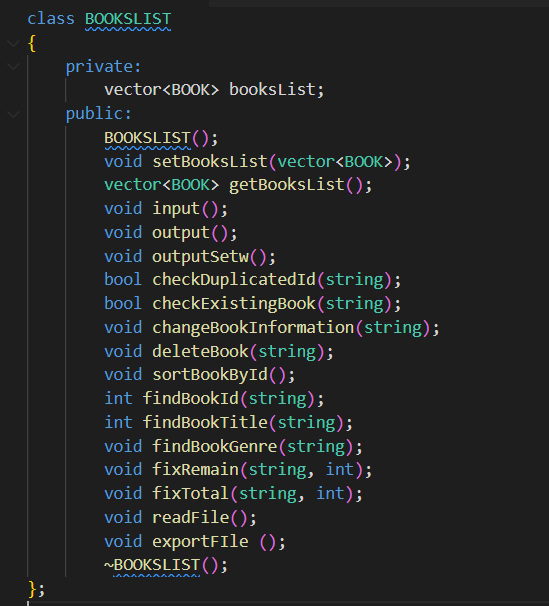 class BOOKSLIST
{
    private:
        vector<BOOK> booksList;
    public:
        BOOKSLIST();
        void setBooksList(vector<BOOK>);
        vector<BOOK> getBooksList();
        void input();
        void output();
        void outputSetw();
        bool checkDuplicatedId(string);
        bool checkExistingBook(string);
        void changeBookInformation(string);
        void deleteBook(string);
        void sortBookById();
        int findBookId(string);
        int findBookTitle(string);
        void findBookGenre(string);
        void fixRemain(string, int);
        void fixTotal(string, int);
        void readFile();
        void exportFIle ();
        ~BOOKSLIST();
};